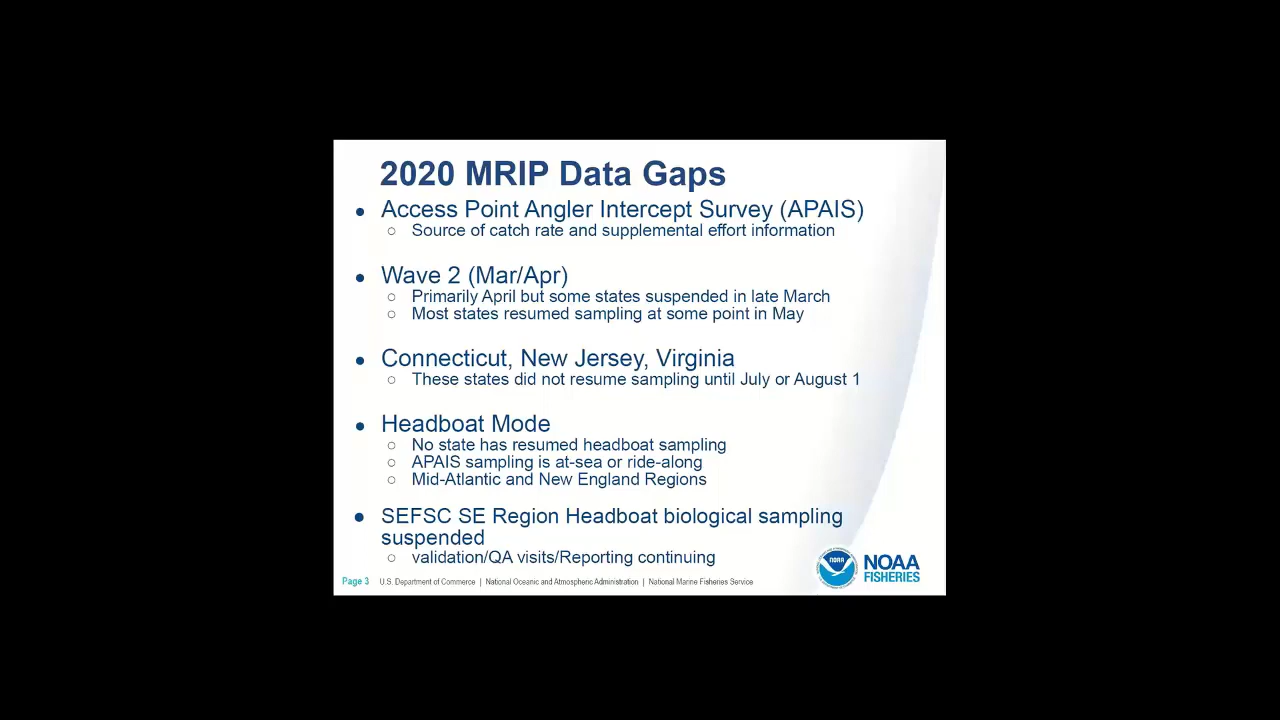 2020 MRIP Data Gaps
● Access Point Angler Intercept Survey (APAIS)
○ Source of catch rate and supplemental effort information
● Wave 2 (Mar/Apr)
○ Primarily April but some states suspended in late March
○ Most states resumed sampling at some point in May
● Connecticut, New Jersey, Virginia
○ These states did not resume sampling until July or August 1
● Headboat Mode
○ No state has resumed headboat sampling
○ APAIS sampling is at-sea or ride-along
○ Mid-Atlantic and New England Regions
● SEFSC SE Region Headboat biological sampling
suspended
○ validation/QA visits/Reporting continuing
NOAA
NOAA
FISHERIES
Page 3 U.S. Department of Commerce | National Oceanic and Atmospheric Administration | National Marine Fisheries Service